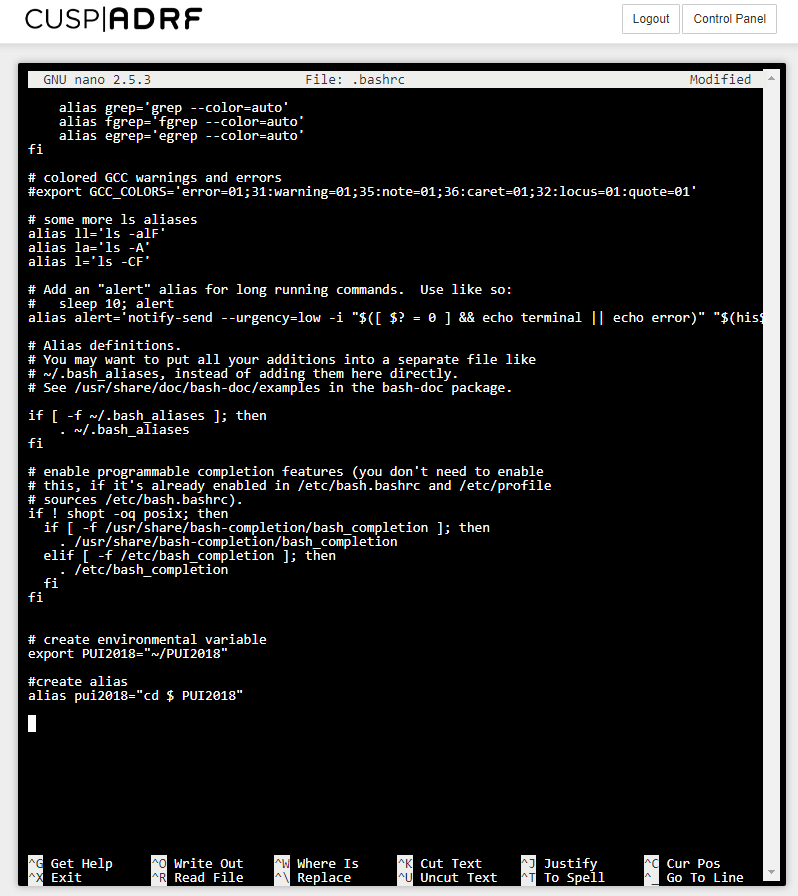 CUSP|ADRF
Logout Control Panel
GNU nano 2.5.3 File: .bashrc Modified
    alias grep='grep --color=auto'
    alias fgrep='fgrep --color=auto'
    alias egrep='egrep --color=auto'
fi
# colored GCC warnings and errors
#export GCC_COLORS='error=01;31:warning=01;35:note=01;36:caret=01;32:locus=01:quote=01'
# some more ls aliases
alias ll='ls -alF'
alias la='ls -A'
alias l='ls -CF'
# Add an "alert" alias for long running commands.  Use like so:
#   sleep 10; alert
alias alert='notify-send --urgency=low -i "$([ $? = 0 ] && echo terminal || echo error)" "$(his$
# Alias definitions.
# You may want to put all your additions into a separate file like
# ~/.bash_aliases, instead of adding them here directly.
# See /usr/share/doc/bash-doc/examples in the bash-doc package.
if [ -f ~/.bash_aliases ]; then
    . ~/.bash_aliases
fi
# enable programmable completion features (you don't need to enable
# this, if it's already enabled in /etc/bash.bashrc and /etc/profile
# sources /etc/bash.bashrc).
if ! shopt -oq posix; then
  if [ -f /usr/share/bash-completion/bash_completion ]; then
    . /usr/share/bash-completion/bash_completion
  elif [ -f /etc/bash_completion ]; then
    . /etc/bash_completion
  fi
fi
# create environmental variable
export PUI2018="~/PUI2018"
#create alias
alias pui2018="cd $ PUI2018"
^G Get Help ^O Write Out ^W Where Is ^K Cut Text ^J Justify ^C Cur Pos
^X Exit ^R Read File ^\ Replace ^U Uncut Text ^T To Spell ^_ Go To Line